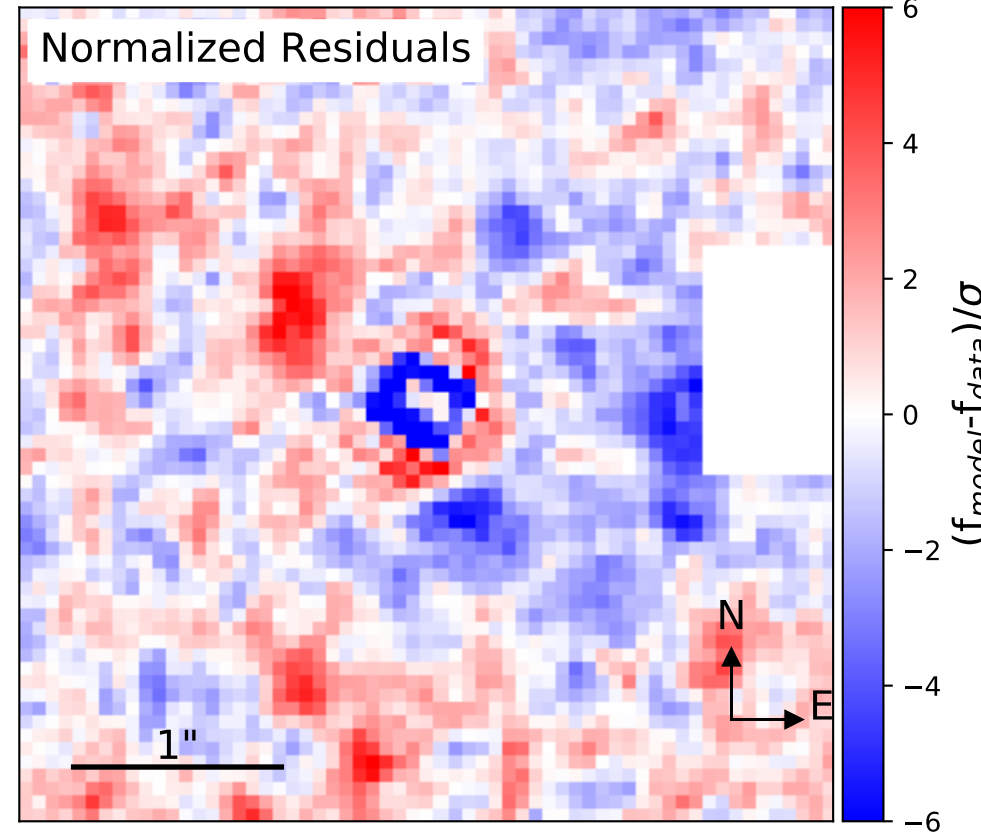 Normalized Residuals
6
4
2
0
−2
−4
−6
(f_model-f_data)/σ
N
E
1"